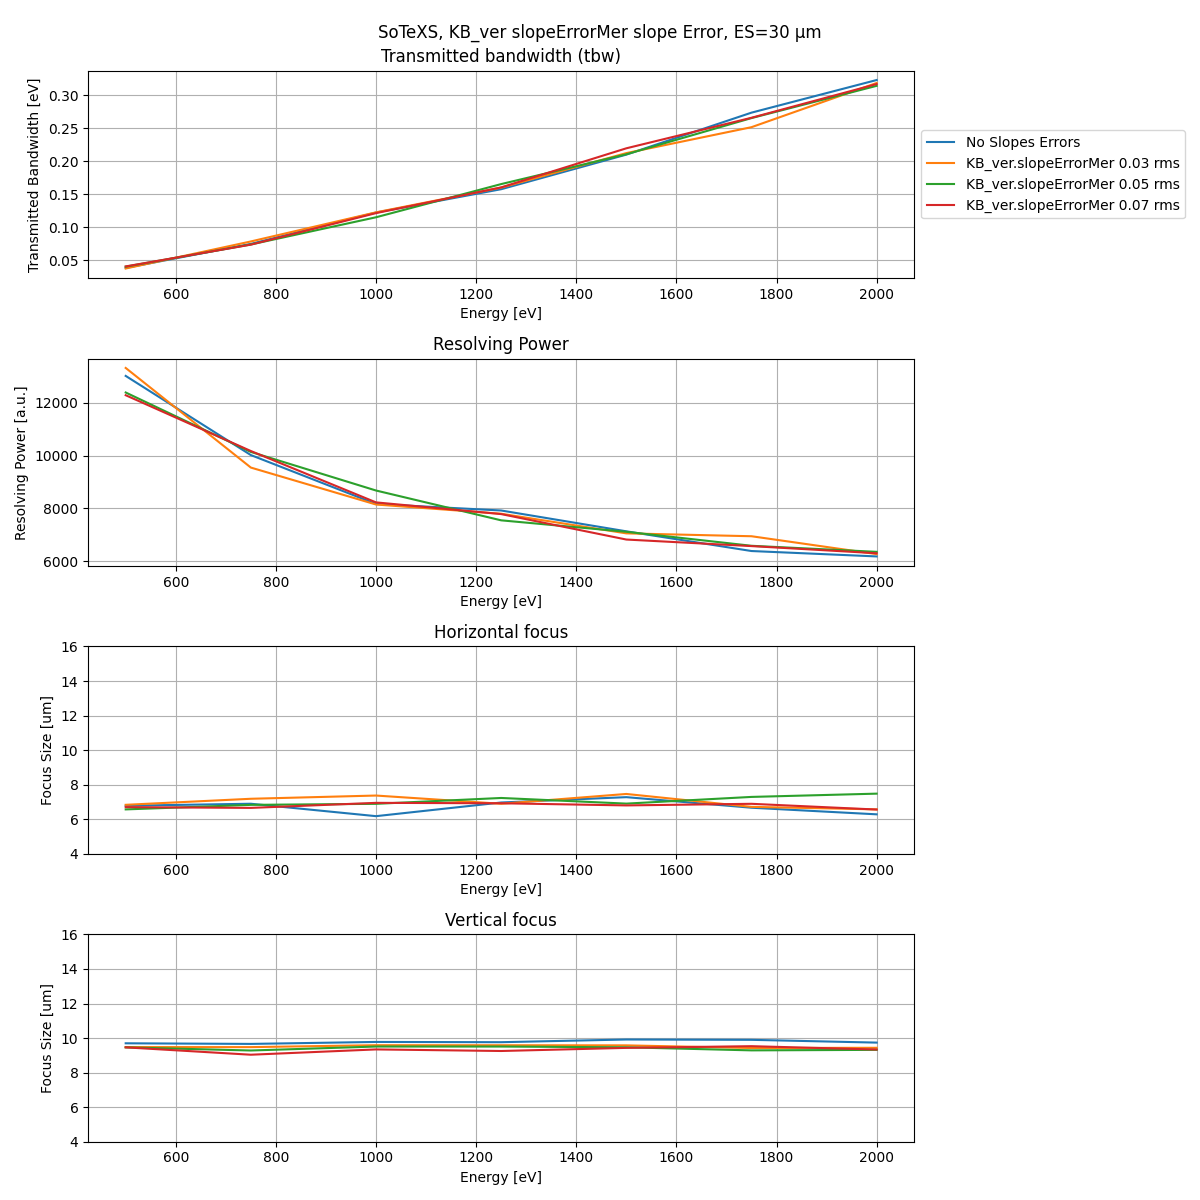 SoTeXS, KB_ver slopeErrorMer slope Error, ES=30 μm
Transmitted bandwidth (tbw)
Transmitted Bandwidth [eV]
0.30
0.25
0.20
0.15
0.10
0.05
600 800 1000 1200 1400 1600 1800 2000
Energy [eV]
No Slopes Errors
KB_ver.slopeErrorMer 0.03 rms
KB_ver.slopeErrorMer 0.05 rms
KB_ver.slopeErrorMer 0.07 rms
Resolving Power
Resolving Power [a.u.]
12000
10000
8000
6000
600 800 1000 1200 1400 1600 1800 2000
Energy [eV]
Horizontal focus
Focus Size [um]
16
14
12
10
8
6
4
600 800 1000 1200 1400 1600 1800 2000
Energy [eV]
Vertical focus
Focus Size [um]
16
14
12
10
8
6
4
600 800 1000 1200 1400 1600 1800 2000
Energy [eV]